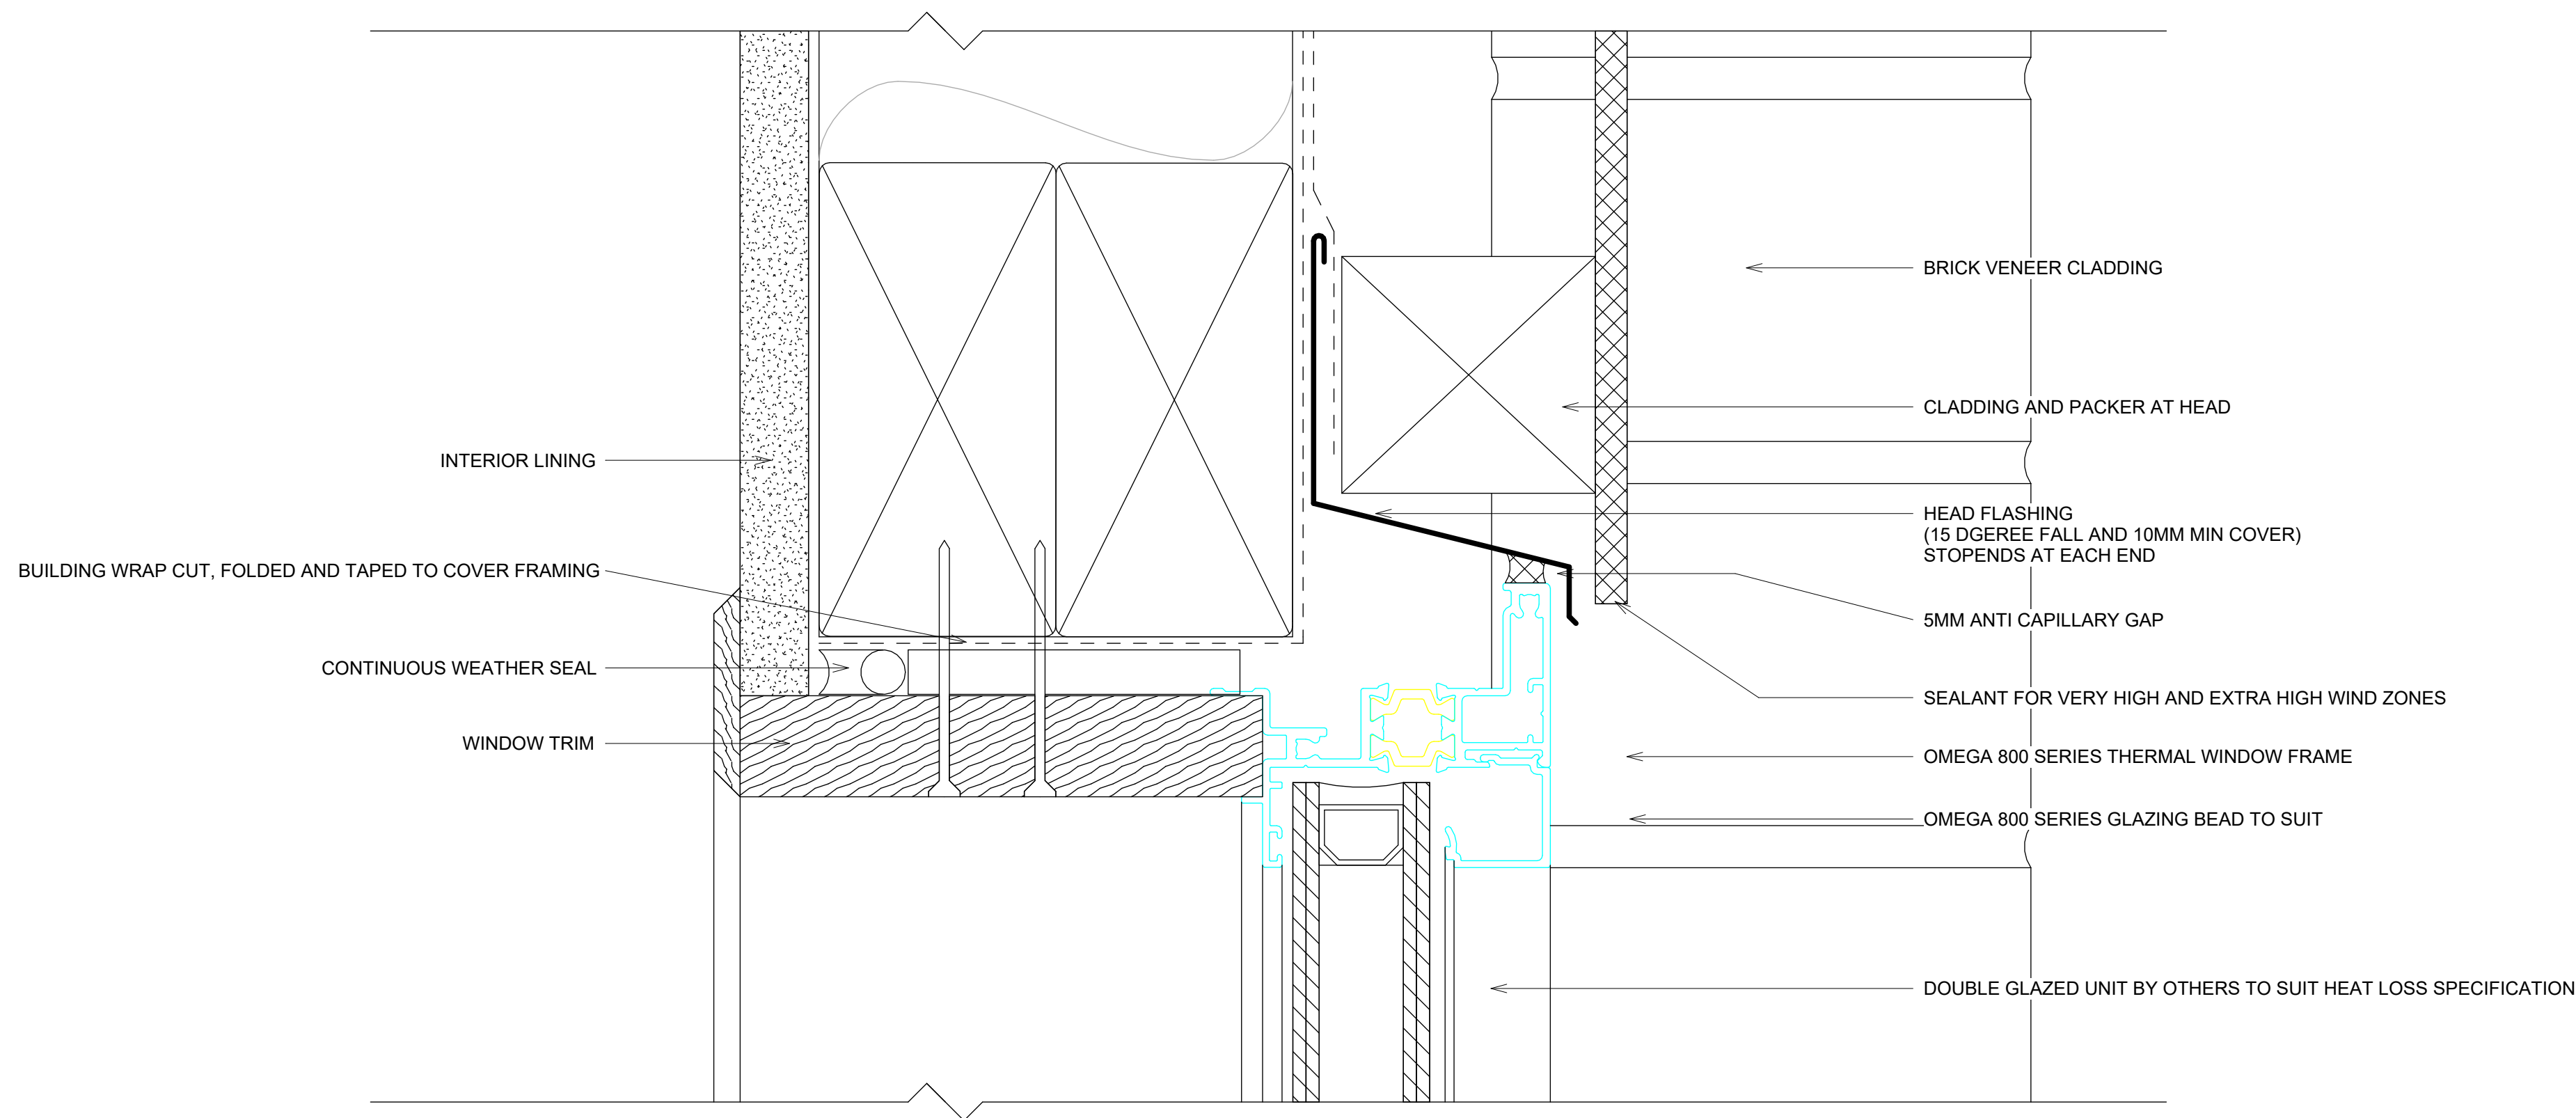 INTERIOR LINING
BUILDING WRAP CUT, FOLDED AND TAPED TO COVER FRAMING
CONTINUOUS WEATHER SEAL
WINDOW TRIM
BRICK VENEER CLADDING
CLADDING AND PACKER AT HEAD
HEAD FLASHING
(15 DGEREE FALL AND 10MM MIN COVER)
STOPENDS AT EACH END
5MM ANTI CAPILLARY GAP
SEALANT FOR VERY HIGH AND EXTRA HIGH WIND ZONES
OMEGA 800 SERIES THERMAL WINDOW FRAME
OMEGA 800 SERIES GLAZING BEAD TO SUIT
DOUBLE GLAZED UNIT BY OTHERS TO SUIT HEAT LOSS SPECIFICATION